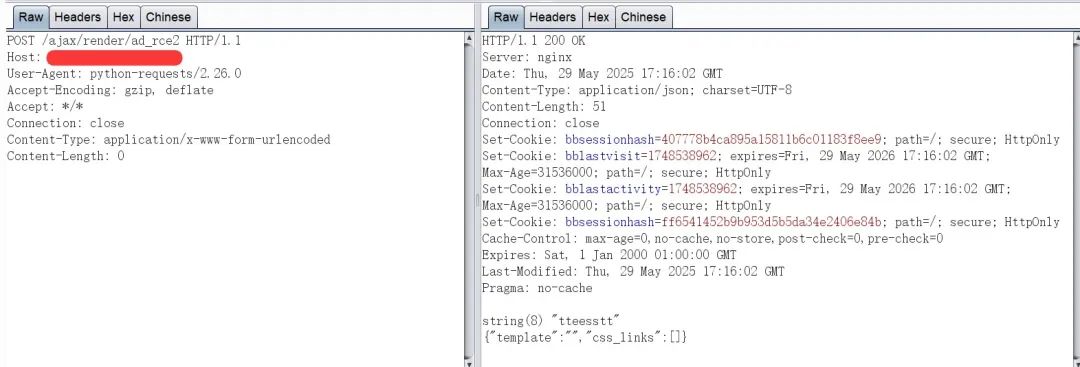 Raw Headers Hex Chinese
POST /ajax/render/ad_rce2 HTTP/1.1
Host:
User-Agent: python-requests/2.26.0
Accept-Encoding: gzip, deflate
Accept: */*
Connection: close
Content-Type: application/x-www-form-urlencoded
Content-Length: 0
Raw Headers Hex Chinese
HTTP/1.1 200 OK
Server: nginx
Date: Thu, 29 May 2025 17:16:02 GMT
Content-Type: application/json; charset=UTF-8
Content-Length: 51
Connection: close
Set-Cookie: bbsessionhash=407778b4ca895a15811b6c01183f8ee9; path=/; secure; HttpOnly
Set-Cookie: bblastvisit=1748538962; expires=Fri, 29 May 2026 17:16:02 GMT;
Max-Age=31536000; path=/; secure; HttpOnly
Set-Cookie: bblastactivity=1748538962; expires=Fri, 29 May 2026 17:16:02 GMT;
Max-Age=31536000; path=/; secure; HttpOnly
Set-Cookie: bbsessionhash=ff6541452b9b953d5b5da34e2406e84b; path=/; secure; HttpOnly
Cache-Control: max-age=0,no-cache,no-store,post-check=0,pre-check=0
Expires: Sat, 1 Jan 2000 01:00:00 GMT
Last-Modified: Thu, 29 May 2025 17:16:02 GMT
Pragma: no-cache
string(8) "tteesstt"
{"template":"","css_links":[]}